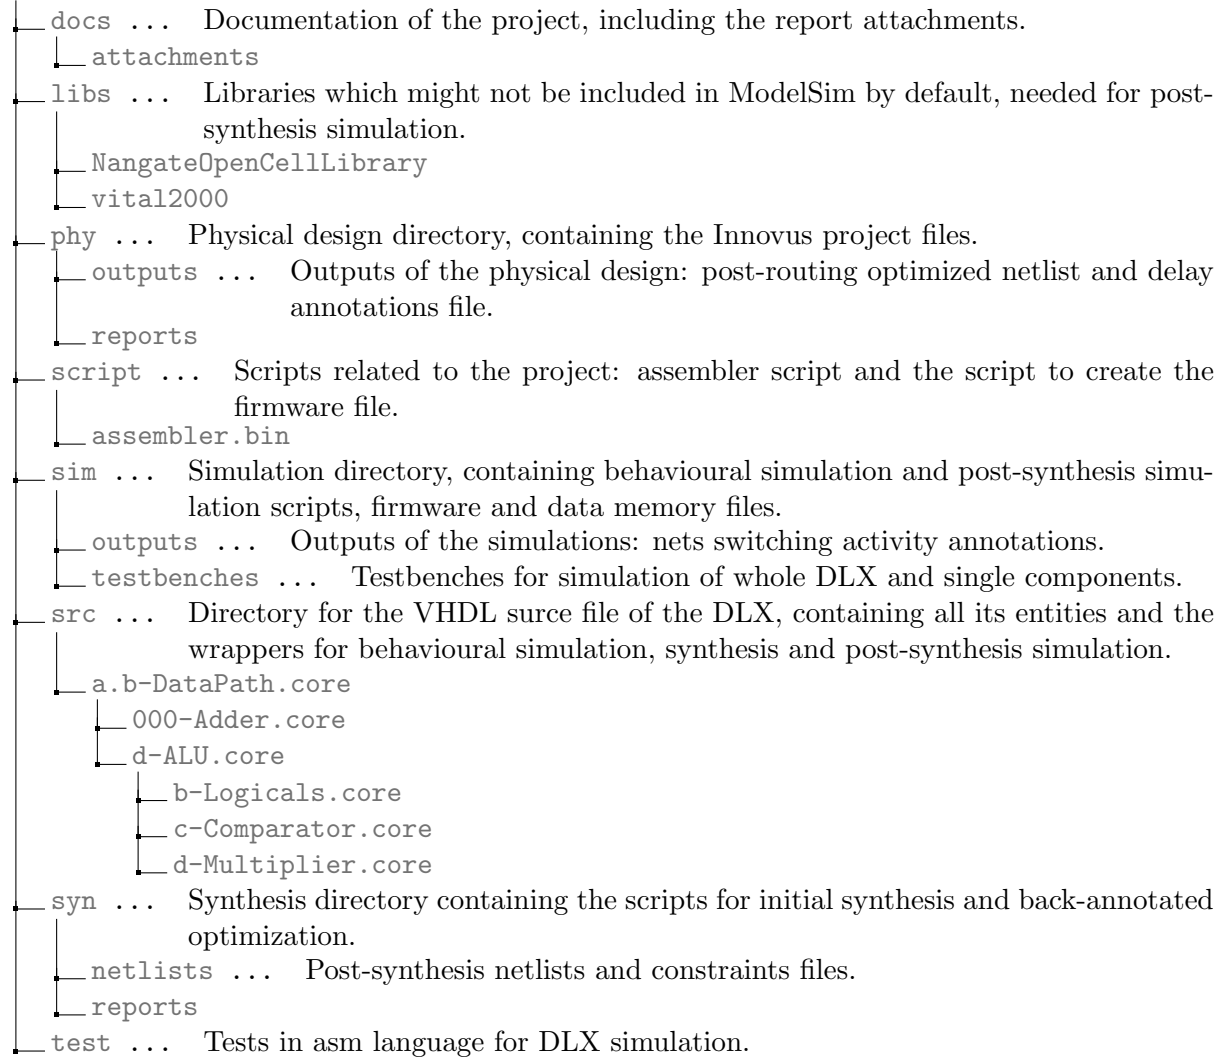 docs ... Documentation of the project, including the report attachments.
attachments
libs ... Libraries which might not be included in ModelSim by default, needed for post-
synthesis simulation.
NangateOpenCellLibrary
vital2000
phy ... Physical design directory, containing the Innovus project files.
outputs ... Outputs of the physical design: post-routing optimized netlist and delay
annotations file.
reports
script ... Scripts related to the project: assembler script and the script to create the
firmware file.
assembler.bin
sim ... Simulation directory, containing behavioural simulation and post-synthesis simu-
lation scripts, firmware and data memory files.
outputs ... Outputs of the simulations: nets switching activity annotations.
testbenches ... Testbenches for simulation of whole DLX and single components.
src ... Directory for the VHDL surce file of the DLX, containing all its entities and the
wrappers for behavioural simulation, synthesis and post-synthesis simulation.
a.b-DataPath.core
000-Adder.core
d-ALU.core
b-Logicals.core
c-Comparator.core
d-Multiplier.core
syn ... Synthesis directory containing the scripts for initial synthesis and back-annotated
optimization.
netlists ... Post-synthesis netlists and constraints files.
reports
test ... Tests in asm language for DLX simulation.